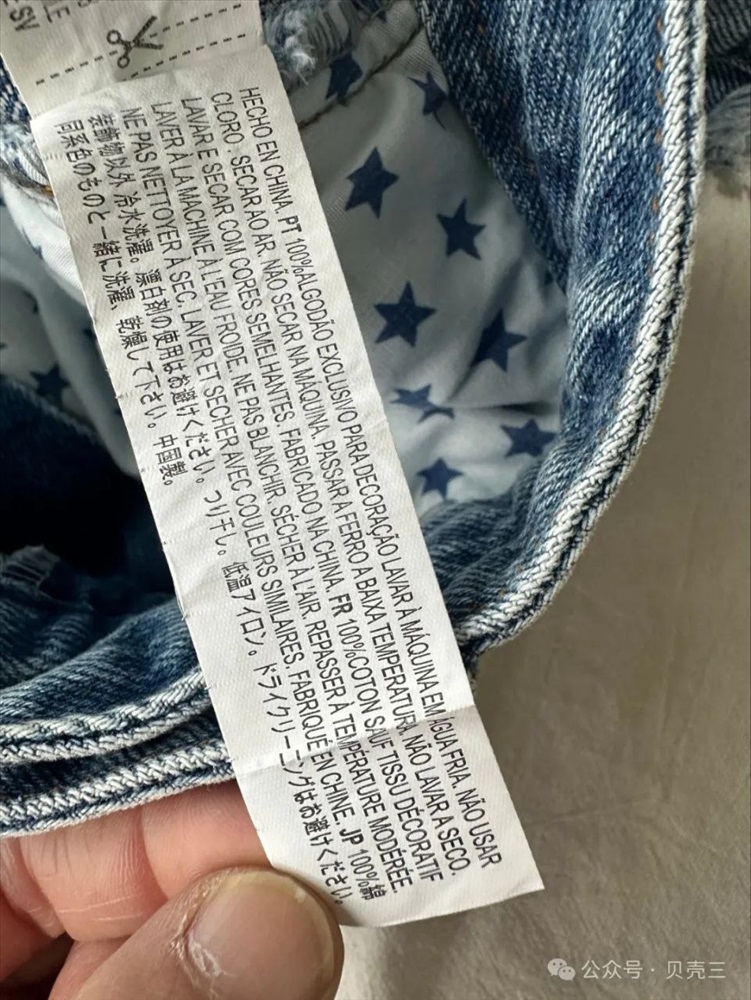 HECHO EN CHINA. PT 100%ALGODÃO EXCLUSIVO PARA DECORAÇÃO LAVAR À MÁQUINA EM ÁGUA FRIA. NÃO USAR
CLORO, SECAR AO AR. NÃO SECAR NA MÁQUINA. PASSAR A FERRO A BAIXA TEMPERATURA. NÃO LAVAR A SECO.
LAVAR E SECAR COM CORES SEMELHANTES. FABRICADO NA CHINA. FR 100%COTON SAUF TISSU DÉCORATIF
LAVER À LA MACHINE À L'EAU FROIDE. NE PAS BLANCHIR. SÉCHER À L'AIR. REPASSER À TEMPÉRATURE MODÉRÉE.
NE PAS NETTOYER À SEC. LAVER ET SÉCHER AVEC COULEURS SIMILAIRES. FABRIQUE EN CHINE. JP 100%綿
装飾物以外 冷水洗濯。漂白剤の使用はお避けください。つり干し。低温アイロン。ドライクリーニングはお避けください。
同系色のものと一緒に洗濯、乾燥して下さい。中国製。
公众号·贝壳三